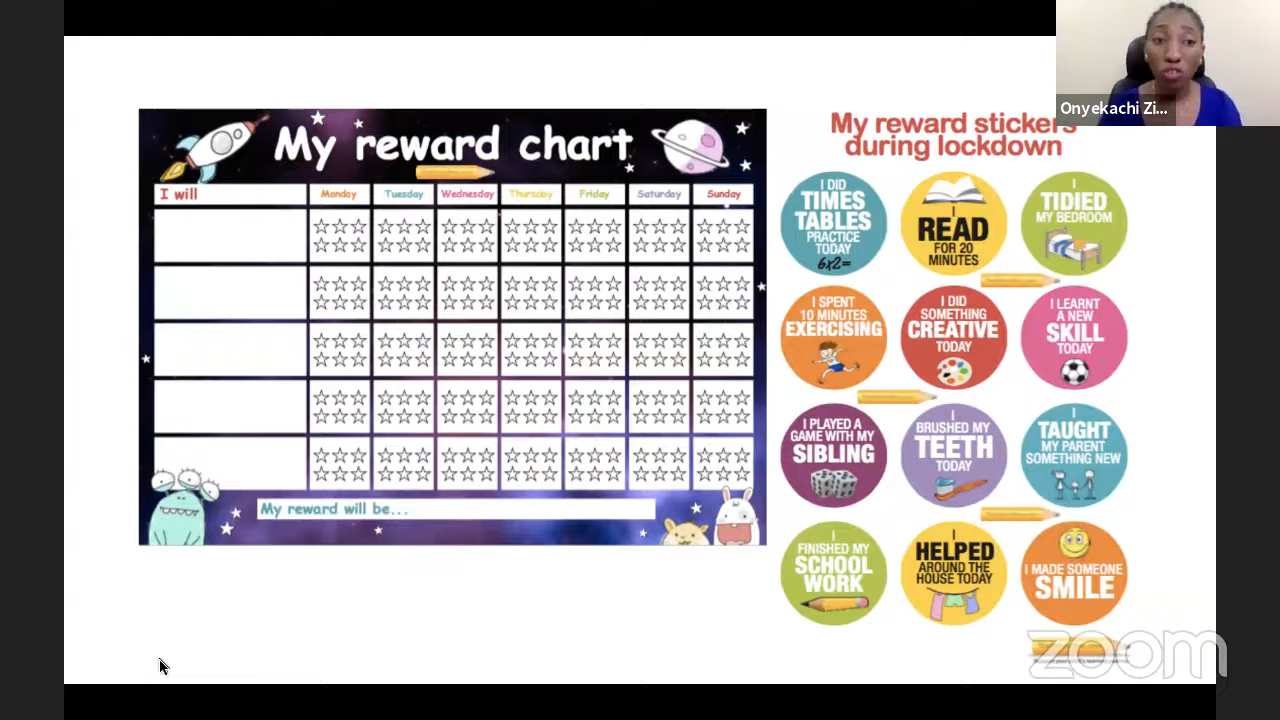 Onyekachi Zi...
My reward chart
I will
Monday
Tuesday
Wednesday
Thursday
Friday
Saturday
Sunday
My reward will be...
My reward stickers
during lockdown
I DID
TIMES
TABLES
PRACTICE
TODAY
6x2=
I
READ
FOR 20
MINUTES
I
TIDIED
MY BEDROOM
I SPENT
10 MINUTES
EXERCISING
I DID
SOMETHING
CREATIVE
TODAY
I LEARNT
A NEW
SKILL
TODAY
I PLAYED A
GAME WITH MY
SIBLING
I
BRUSHED MY
TEETH
TODAY
I
TAUGHT
MY PARENT
SOMETHING NEW
I
FINISHED MY
SCHOOL
WORK
I
HELPED
AROUND THE
HOUSE TODAY
I MADE SOMEONE
SMILE
zoom